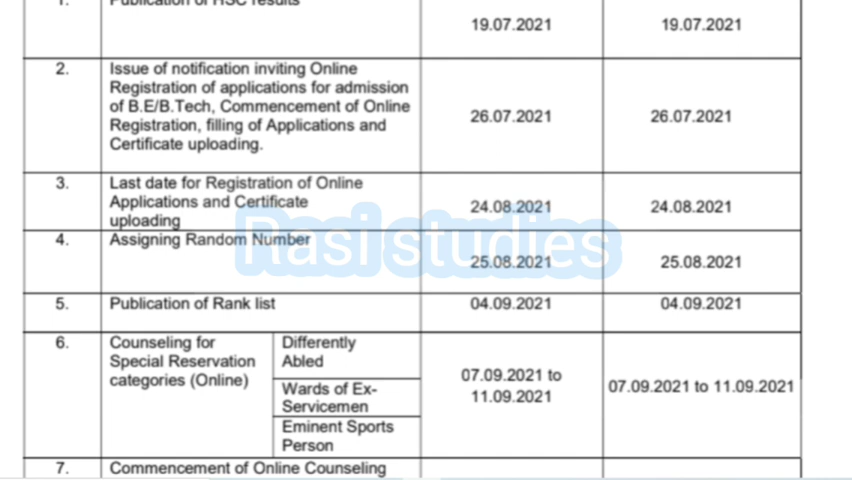 1.
Publication of HSC results
19.07.2021
19.07.2021
2.
Issue of notification inviting Online
Registration of applications for admission
of B.E/B.Tech, Commencement of Online
Registration, filling of Applications and
Certificate uploading.
26.07.2021
26.07.2021
3.
Last date for Registration of Online
Applications and Certificate
uploading
24.08.2021
24.08.2021
4.
Assigning Random Number
25.08.2021
25.08.2021
Rasi studies
5.
Publication of Rank list
04.09.2021
04.09.2021
6.
Counseling for
Special Reservation
categories (Online)
Differently
Abled
Wards of Ex-
Servicemen
Eminent Sports
Person
07.09.2021 to
11.09.2021
07.09.2021 to 11.09.2021
7.
Commencement of Online Counseling